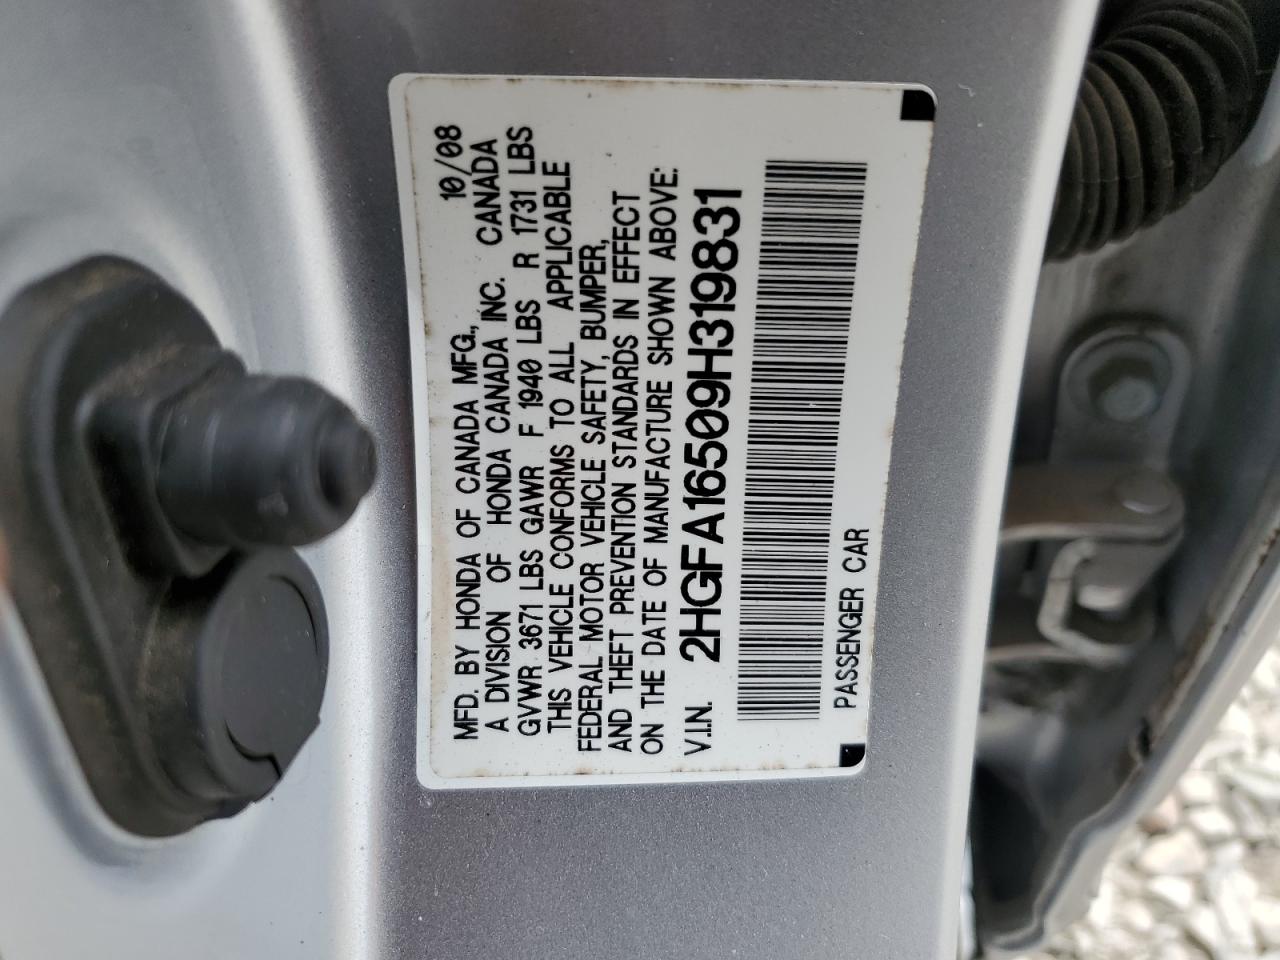 MFD. BY HONDA OF CANADA MFG., 10/08
A DIVISION OF HONDA CANADA INC. CANADA
GVWR 3671 LBS GAWR F 1940 LBS R 1731 LBS
THIS VEHICLE CONFORMS TO ALL APPLICABLE
FEDERAL MOTOR VEHICLE SAFETY, BUMPER,
AND THEFT PREVENTION STANDARDS IN EFFECT
ON THE DATE OF MANUFACTURE SHOWN ABOVE:
V.I.N. 2HGFA16509H319831
PASSENGER CAR